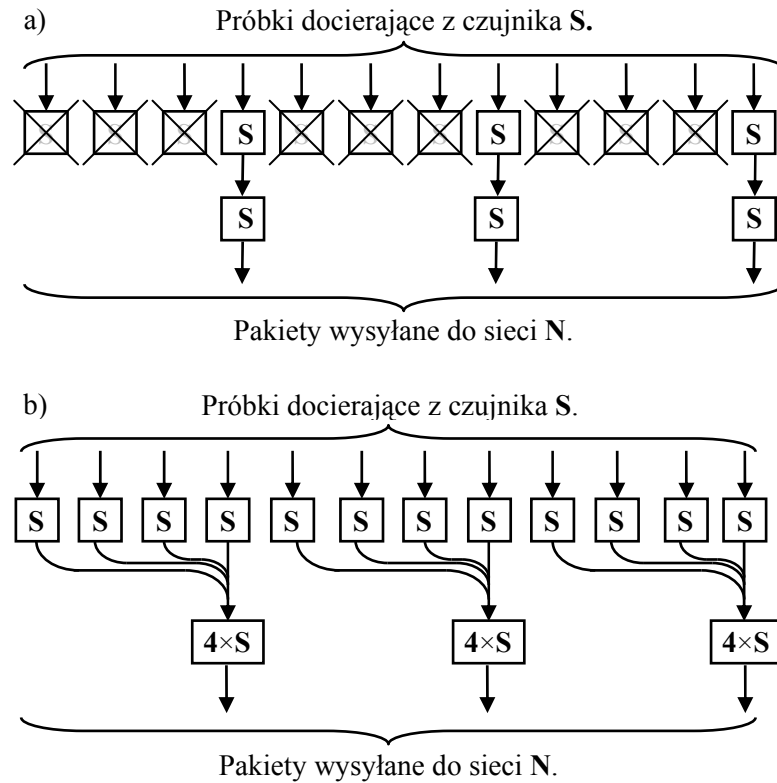 a) Próbki docierające z czujnika S.
S S S S S S S S S S S S
S S S
Pakiety wysyłane do sieci N.
b) Próbki docierające z czujnika S.
S S S S S S S S S S S S
4×S 4×S 4×S
Pakiety wysyłane do sieci N.